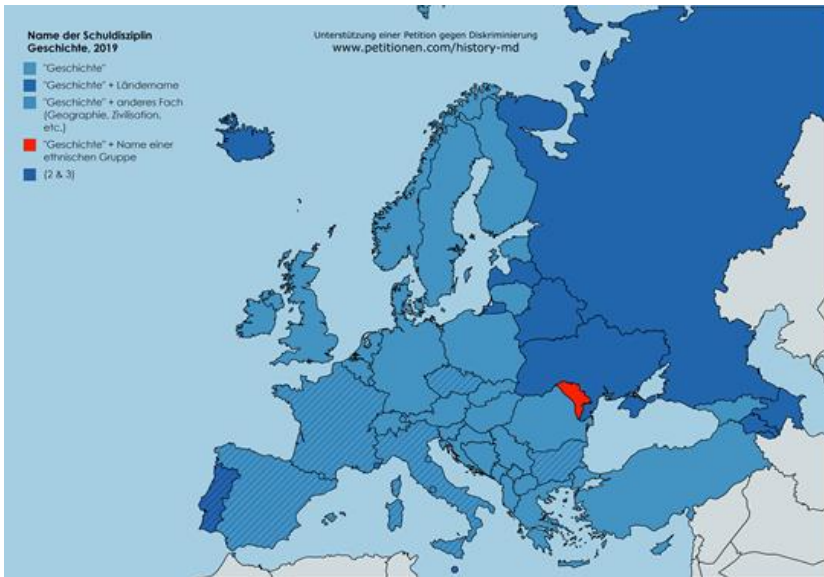 Name der Schuldisziplin
Geschichte, 2019
"Geschichte"
"Geschichte" + Ländername
"Geschichte" + anderes Fach
(Geographie, Zivilisation,
etc.)
"Geschichte" + Name einer
ethnischen Gruppe
(2 & 3)
Unterstützung einer Petition gegen Diskriminierung
www.petitionen.com/history-md